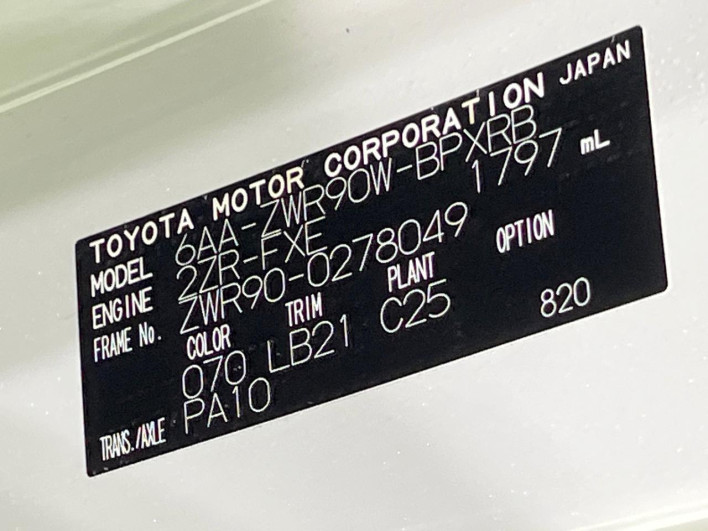 TOYOTA MOTOR CORPORATION JAPAN
MODEL 6AA-ZWR90W-BPXRB
ENGINE 2ZR-FXE 1797 mL
FRAME No. ZWR90-0278049
COLOR TRIM PLANT OPTION
070 LB21 C25 820
TRANS./AXLE PA10